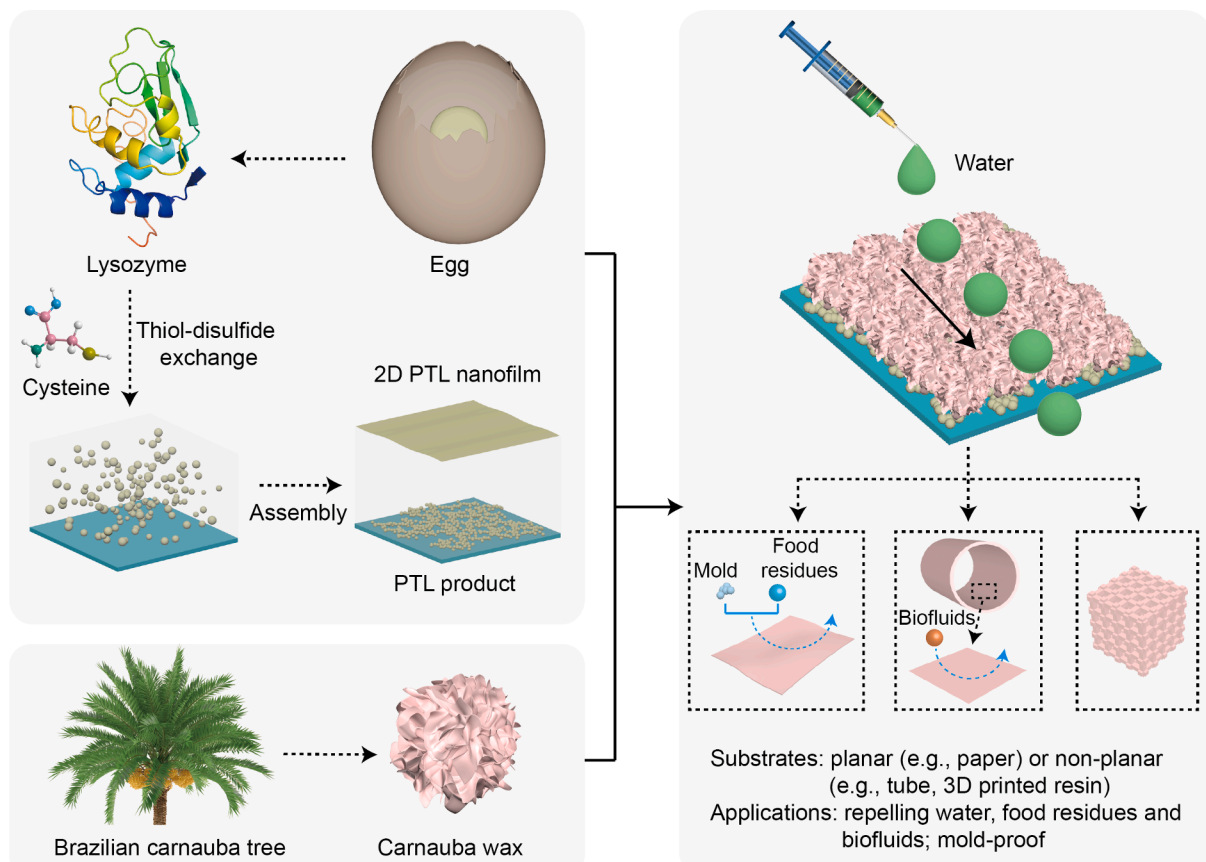 Lysozyme
Egg
Thiol-disulfide
exchange
Cysteine
2D PTL nanofilm
Assembly
PTL product
Brazilian carnauba tree
Carnauba wax
Water
Mold
Food
residues
Biofluids
Substrates: planar (e.g., paper) or non-planar
(e.g., tube, 3D printed resin)
Applications: repelling water, food residues and
biofluids; mold-proof